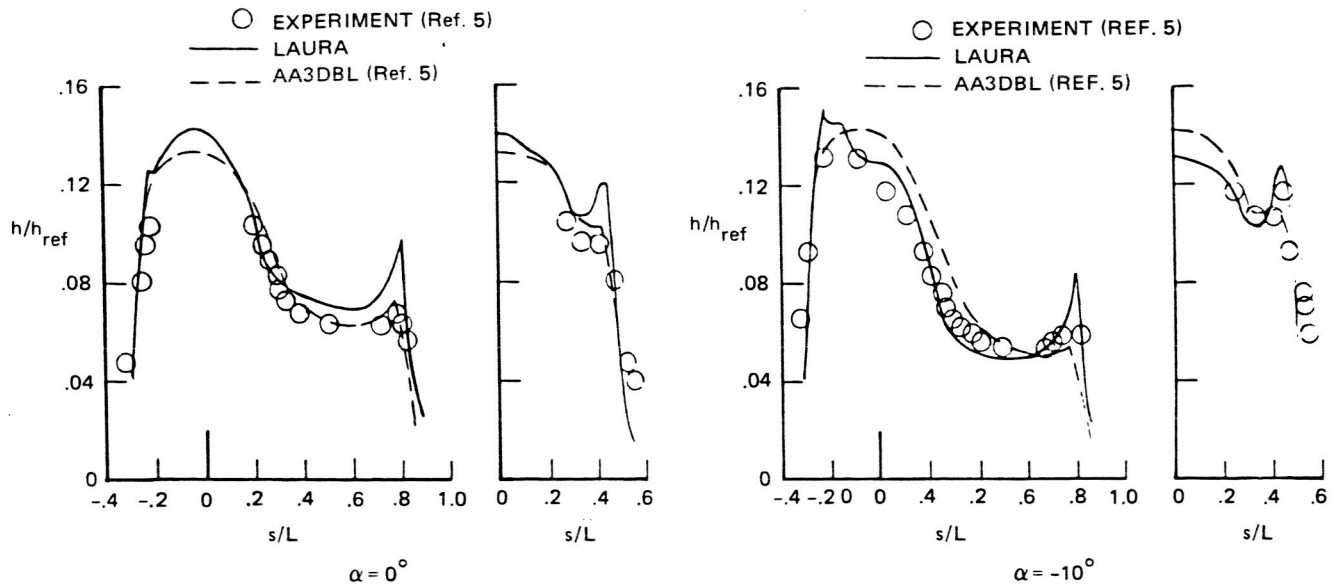 EXPERIMENT (Ref. 5)
LAURA
AA3DBL (Ref. 5)
.16
.12
h/h_ref
.08
.04
0
-.4 -.2 0 .2 .4 .6 .8 1.0
s/L
0 .2 .4 .6
s/L
α = 0°
EXPERIMENT (REF. 5)
LAURA
AA3DBL (REF. 5)
.16
.12
h/h_ref
.08
.04
0
-.4 -.2 0 0 .4 .2 .6 .8 1.0
s/L
0 .2 .4 .6
s/L
α = -10°